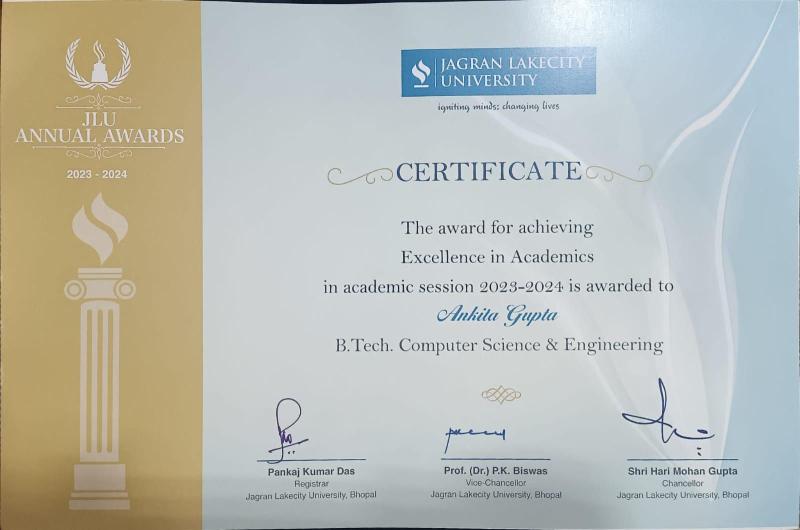 JLU
ANNUAL AWARDS
2023 - 2024
JAGRAN LAKECITY
UNIVERSITY
igniting minds; changing lives
CERTIFICATE
The award for achieving
Excellence in Academics
in academic session 2023-2024 is awarded to
Ankita Gupta
B.Tech. Computer Science & Engineering
Pankaj Kumar Das
Registrar
Jagran Lakecity University, Bhopal
Prof. (Dr.) P.K. Biswas
Vice-Chancellor
Jagran Lakecity University, Bhopal
Shri Hari Mohan Gupta
Chancellor
Jagran Lakecity University, Bhopal